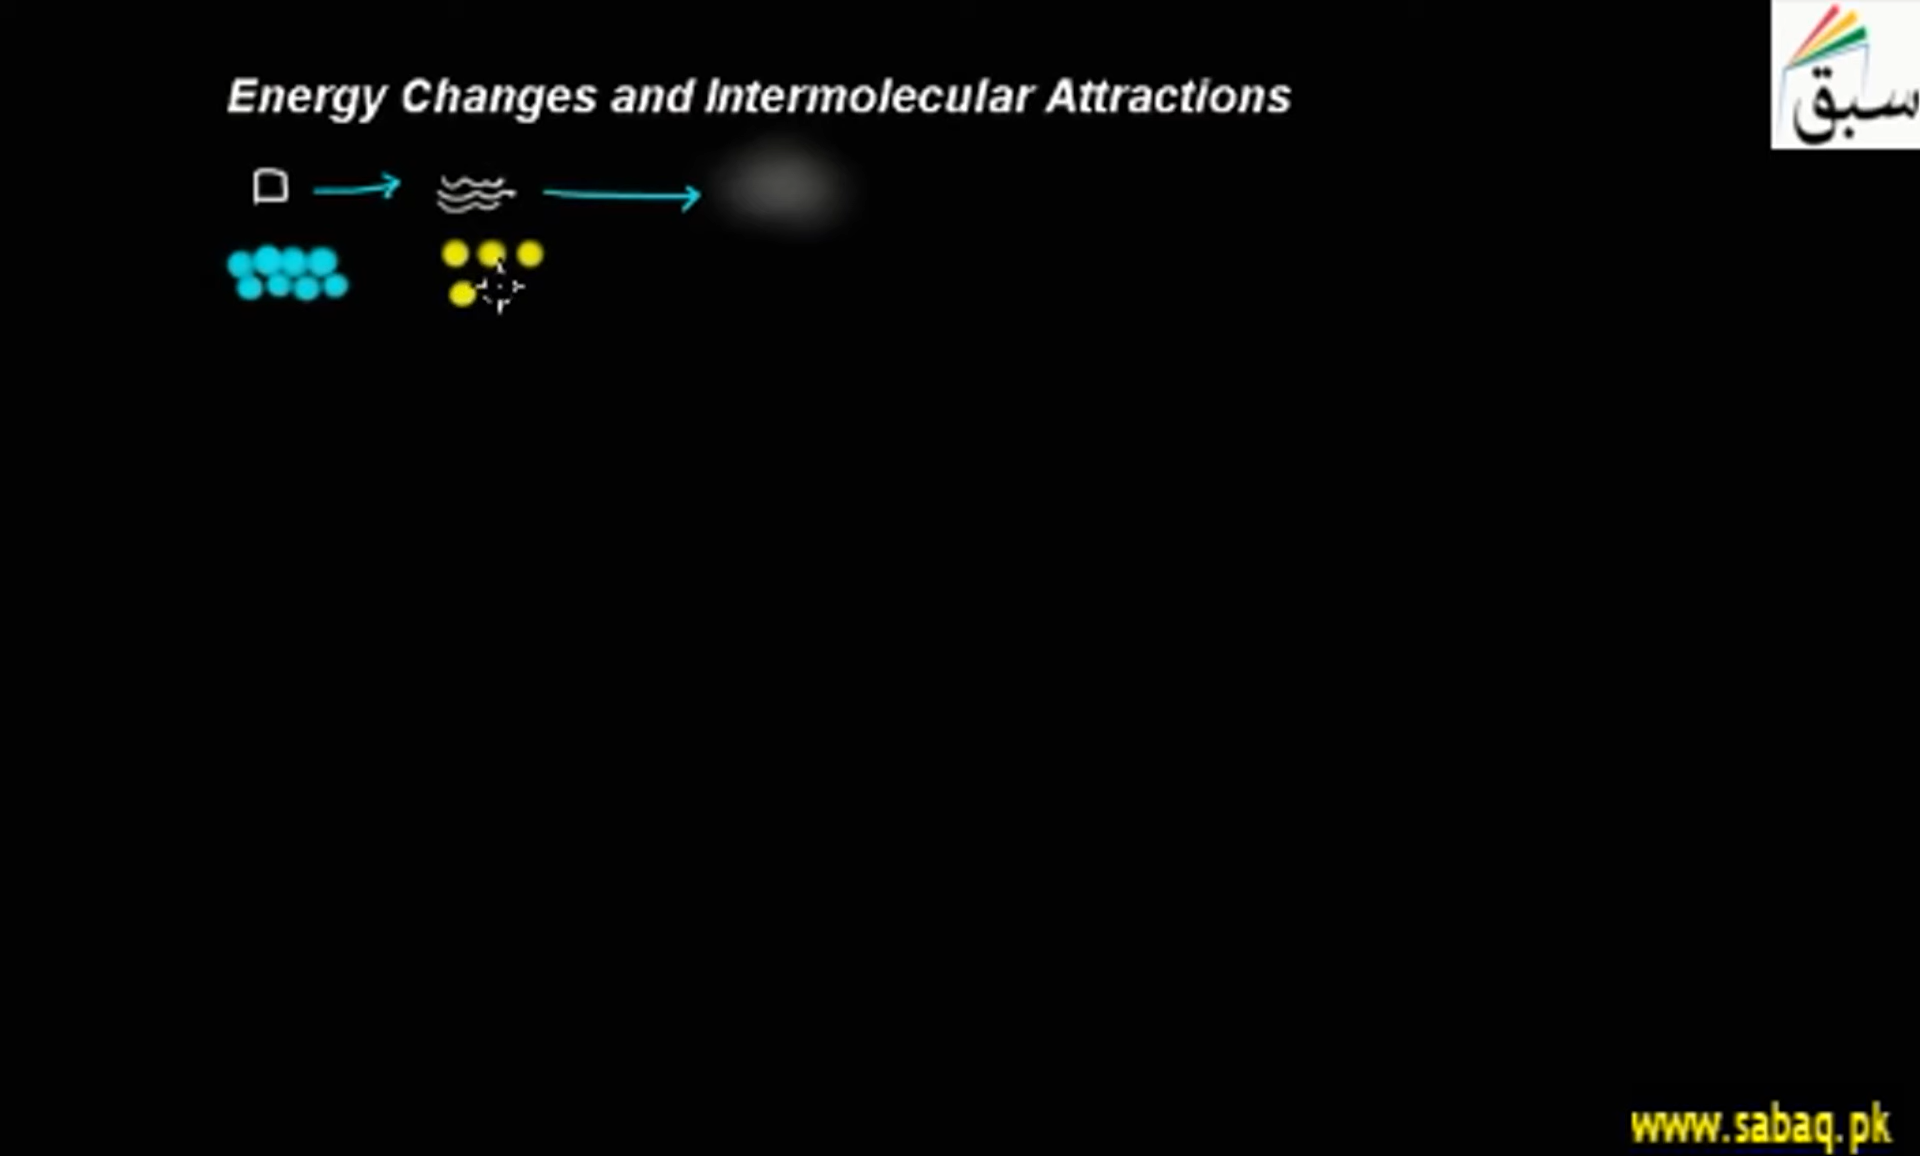 سبق
Energy Changes and Intermolecular Attractions
www.sabaq.pk